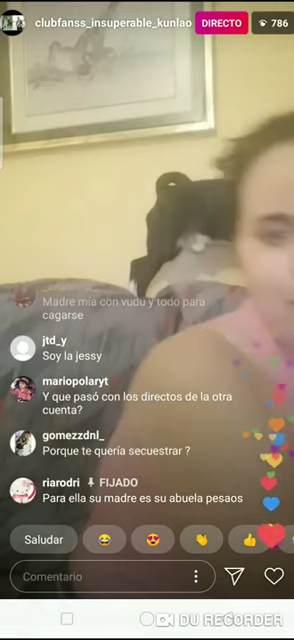 clubfanss_insuperable_kunlao DIRECTO 786
Madre mía con vudu y todo para
cagarse
jtd_y
Soy la jessy
mariopolaryt
Y que pasó con los directos de la otra
cuenta?
gomezzdnl_
Porque te quería secuestrar ?
riarodri FIJADO
Para ella su madre es su abuela pesaos
Saludar
Comentario
DU RECORDER